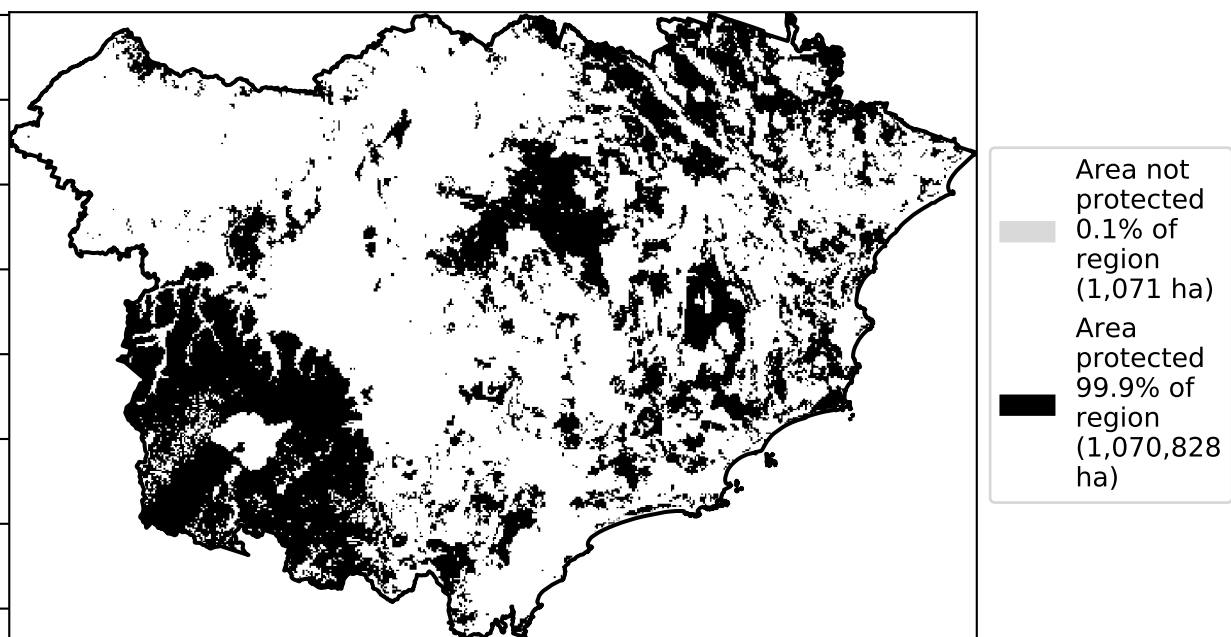 Area not
protected
0.1% of
region
(1,071 ha)
Area
protected
99.9% of
region
(1,070,828
ha)